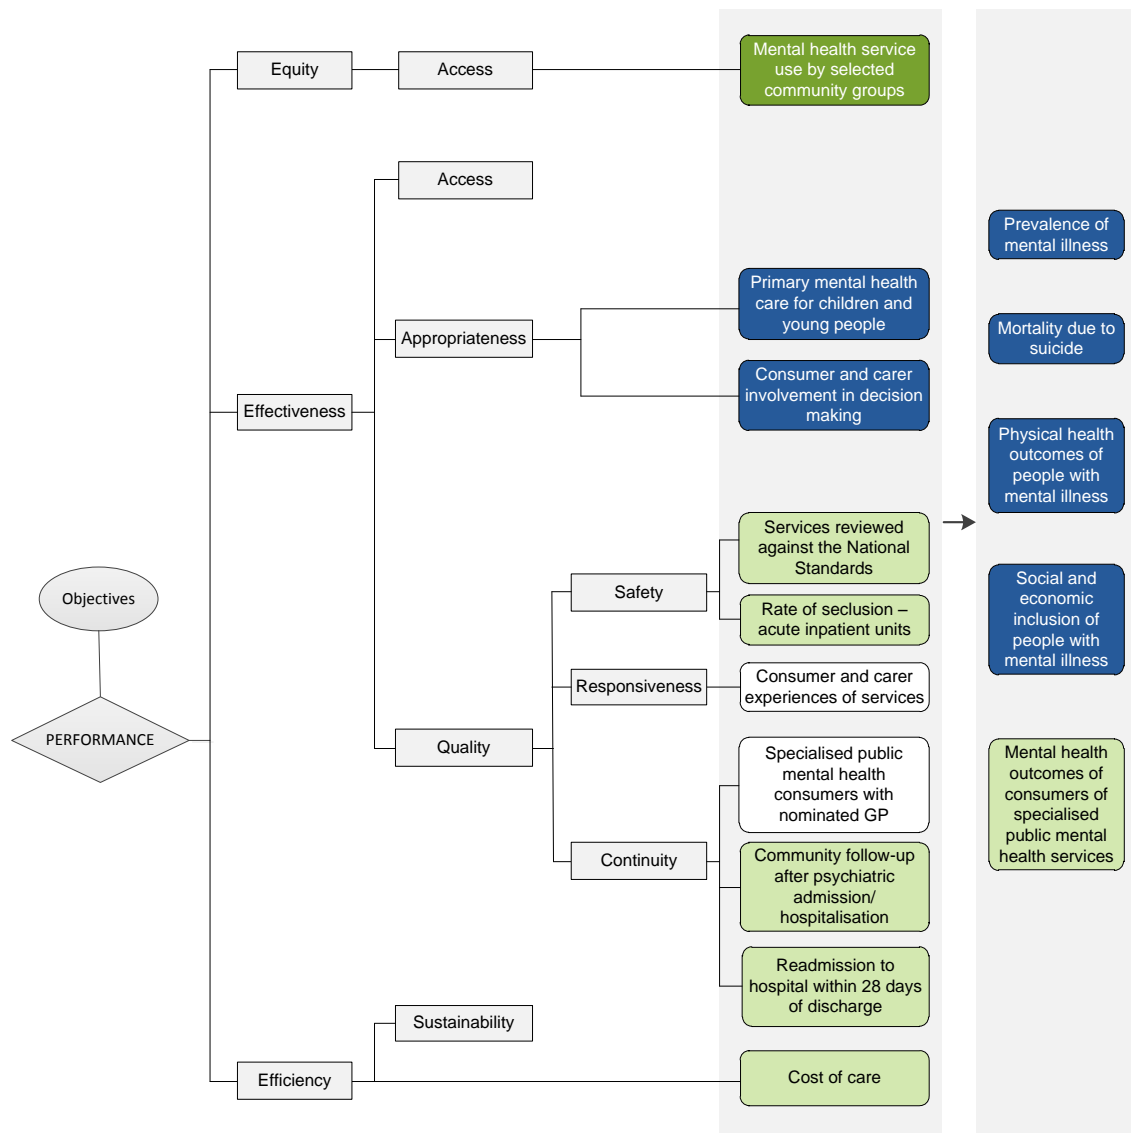 Equity
Access
Mental health service
use by selected
community groups
Access
Prevalence of
mental illness
Primary mental health
care for children and
young people
Mortality due to
suicide
Appropriateness
Consumer and carer
involvement in decision
making
Effectiveness
Physical health
outcomes of
people with
mental illness
Services reviewed
against the National
Standards
Safety
Rate of seclusion –
acute inpatient units
Social and
economic
inclusion of
people with
mental illness
Objectives
Responsiveness
Consumer and carer
experiences of services
PERFORMANCE
Quality
Specialised public
mental health
consumers with
nominated GP
Mental health
outcomes of
consumers of
specialised
public mental
health services
Continuity
Community follow-up
after psychiatric
admission/
hospitalisation
Readmission to
hospital within 28 days
of discharge
Sustainability
Efficiency
Cost of care